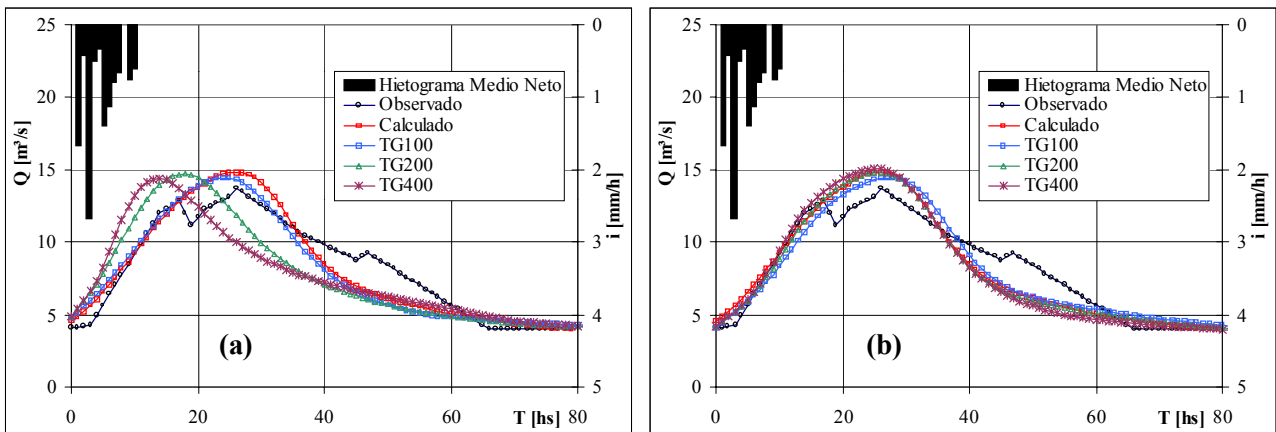 25
20
15
10
5
0
Q [m³/s]
0
1
2
3
4
5
i [mm/h]
Hietograma Medio Neto
Observado
Calculado
TG100
TG200
TG400
(a)
0
20
40
60
T [hs]
80
25
20
15
10
5
0
Q [m³/s]
0
1
2
3
4
5
i [mm/h]
Hietograma Medio Neto
Observado
Calculado
TG100
TG200
TG400
(b)
0
20
40
60
T [hs]
80